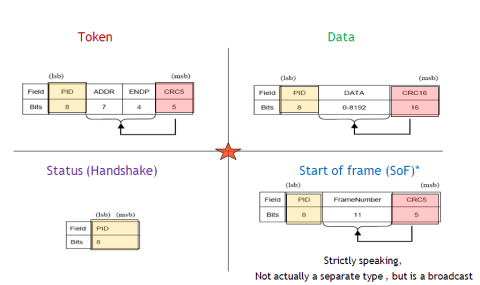 Token
(lsb) (msb)
Field PID ADDR ENDP CRC5
Bits 8 7 4 5
Data
(lsb) (msb)
Field PID DATA CRC16
Bits 8 0-8192 16
Status (Handshake)
(lsb) (msb)
Field PID
Bits 8
Start of frame (SoF)*
(lsb) (msb)
Field PID FrameNumber CRC5
Bits 8 11 5
Strictly speaking,
Not actually a separate type, but is a broadcast